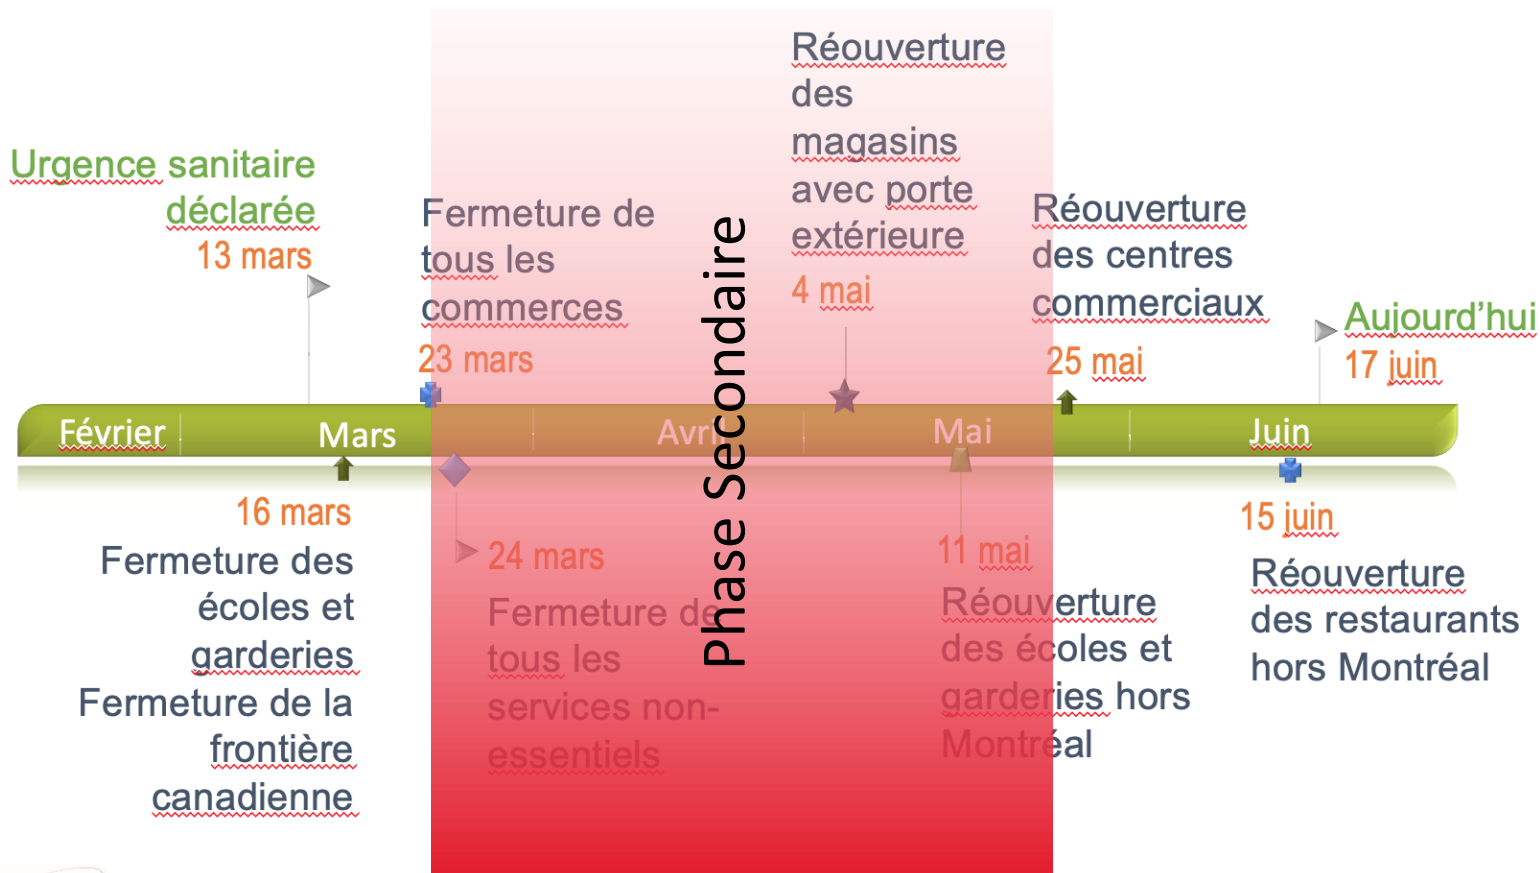 Urgence sanitaire
déclarée
13 mars
Fermeture de
tous les
commerces
23 mars
Réouverture
des
magasins
avec porte
extérieure
4 mai
Réouverture
des centres
commerciaux
25 mai
Aujourd'hui
17 juin
Phase Secondaire
Février
Mars
Avril
Mai
Juin
16 mars
Fermeture des
écoles et
garderies
Fermeture de la
frontière
canadienne
24 mars
Fermeture de
tous les
services non-
essentiels
11 mai
Réouverture
des écoles et
garderies hors
Montréal
15 juin
Réouverture
des restaurants
hors Montréal